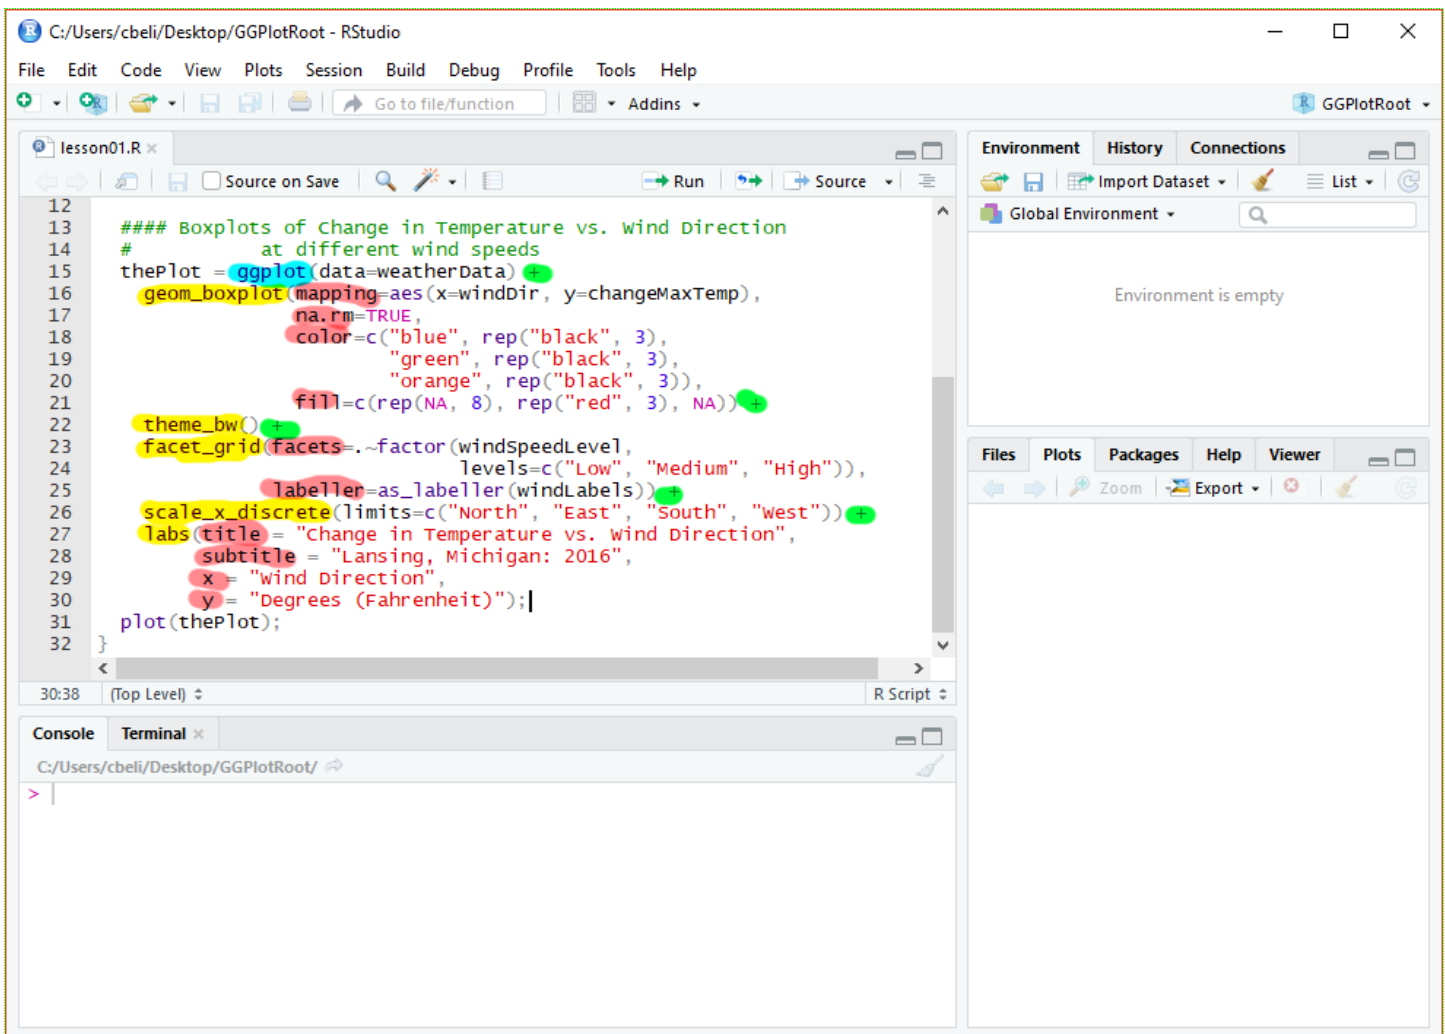 C:/Users/cbeli/Desktop/GGPlotRoot - RStudio
File Edit Code View Plots Session Build Debug Profile Tools Help
Go to file/function Addins GGPlotRoot
lesson01.R
Source on Save Run Source
12
13 #### Boxplots of Change in Temperature vs. Wind Direction
14 # at different wind speeds
15 thePlot = ggplot(data=weatherData) +
16 geom_boxplot(mapping=aes(x=windDir, y=changeMaxTemp),
17 na.rm=TRUE,
18 color=c("blue", rep("black", 3),
19 "green", rep("black", 3),
20 "orange", rep("black", 3)),
21 fill=c(rep(NA, 8), rep("red", 3), NA)) +
22 theme_bw() +
23 facet_grid(facets=.~factor(windSpeedLevel,
24 levels=c("Low", "Medium", "High")),
25 labeller=as_labeller(windLabels)) +
26 scale_x_discrete(limits=c("North", "East", "South", "West")) +
27 labs(title = "Change in Temperature vs. Wind Direction",
28 subtitle = "Lansing, Michigan: 2016",
29 x = "Wind Direction",
30 y = "Degrees (Fahrenheit)");
31 plot(thePlot);
32 }
30:38 (Top Level) R Script
Console Terminal
C:/Users/cbeli/Desktop/GGPlotRoot/
>
Environment History Connections
Import Dataset List
Global Environment
Environment is empty
Files Plots Packages Help Viewer
Zoom Export